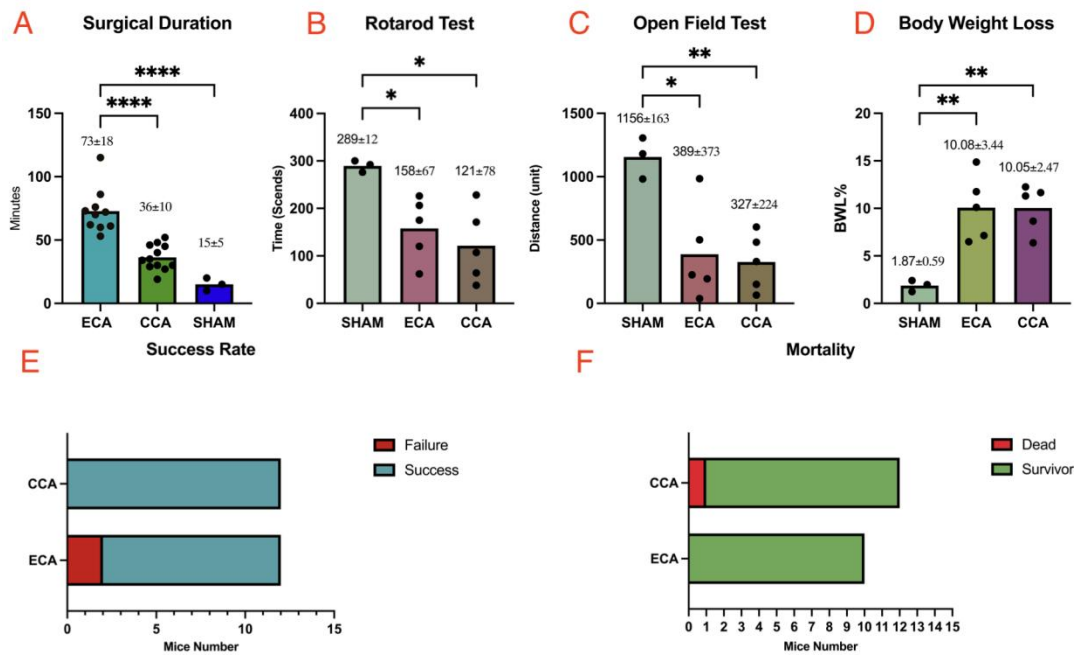 A Surgical Duration
****
****
150
100
50
0
Minutes
73±18
36±10
15±5
ECA CCA SHAM
B Rotarod Test
*
*
400
300
200
100
0
Time (Scends)
289±12
158±67
121±78
SHAM ECA CCA
C Open Field Test
**
*
1500
1000
500
0
Distance (unit)
1156±163
389±373
327±224
SHAM ECA CCA
D Body Weight Loss
**
**
20
15
10
5
0
BWL%
1.87±0.59
10.08±3.44
10.05±2.47
SHAM ECA CCA
E Success Rate
Failure
Success
CCA
ECA
0 5 10 15
Mice Number
F Mortality
Dead
Survivor
CCA
ECA
0 1 2 3 4 5 6 7 8 9 10 11 12 13 14 15
Mice Number